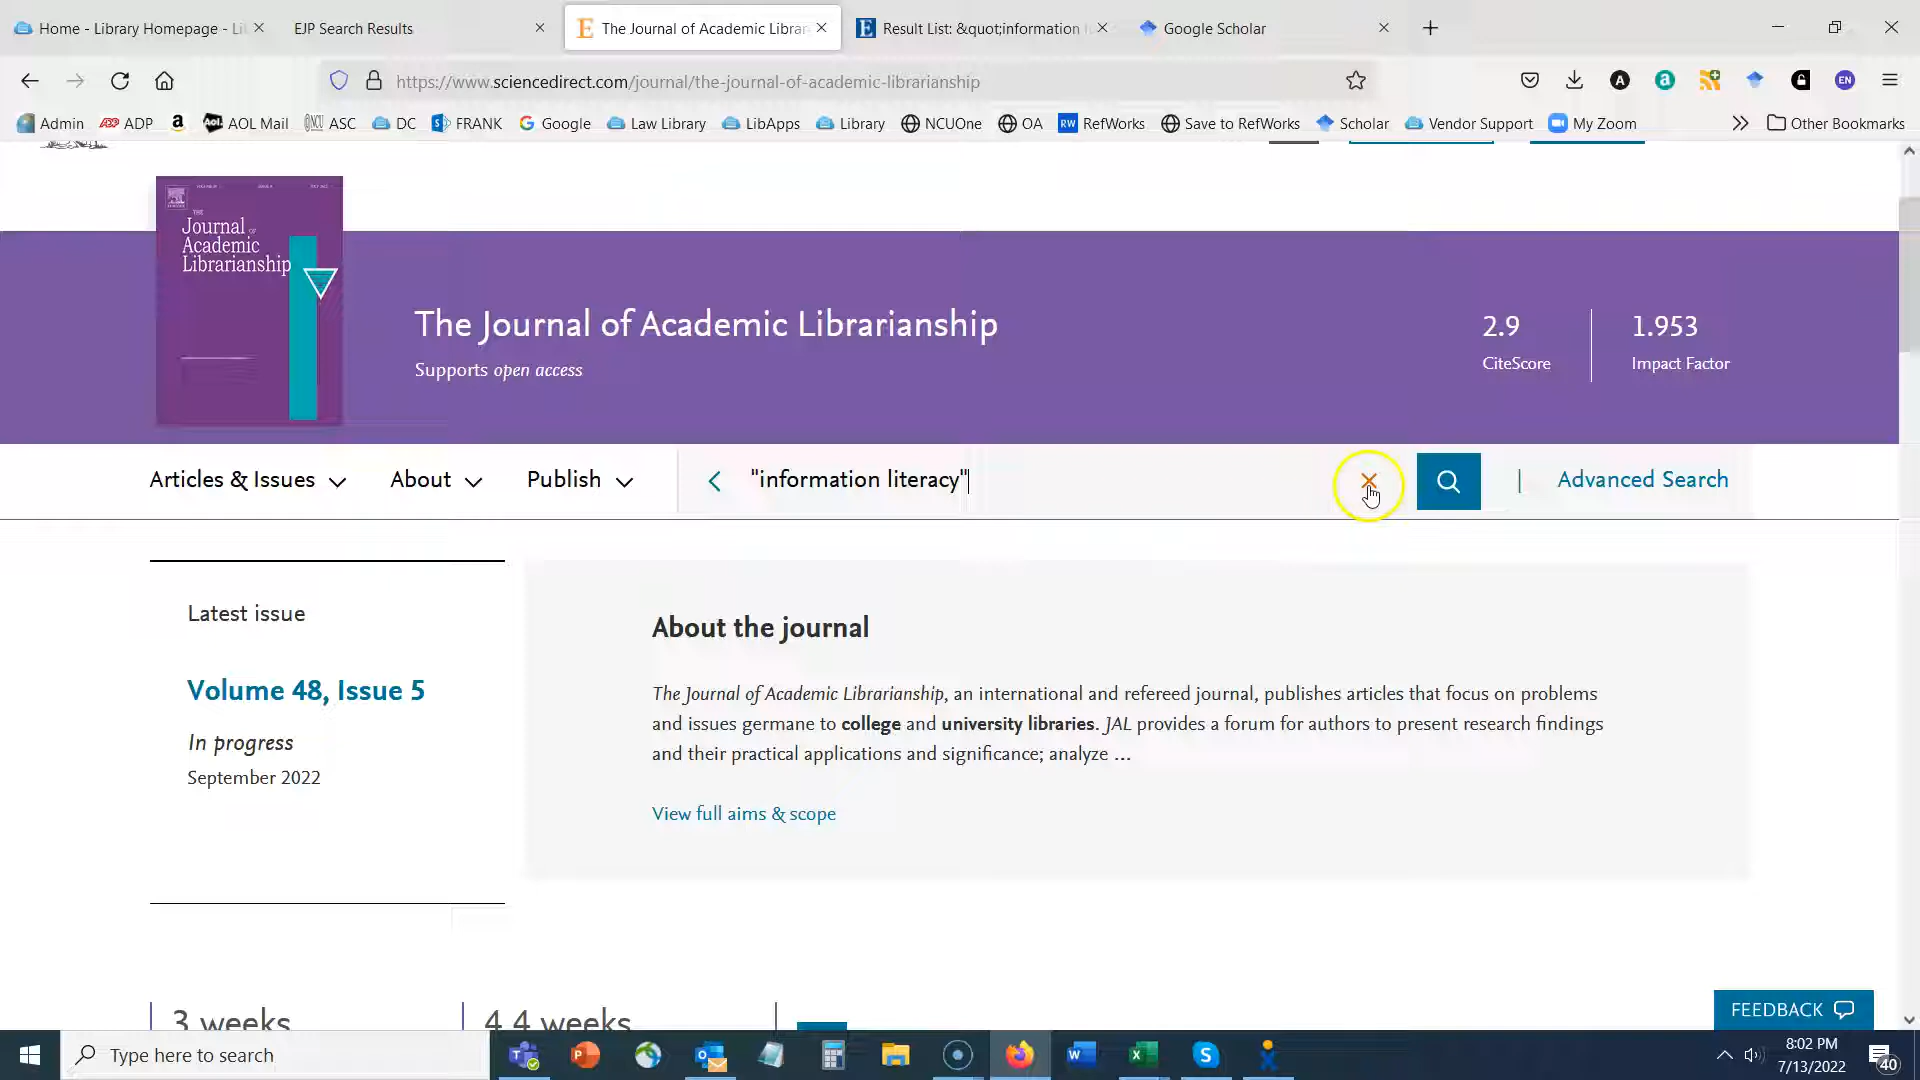 Home - Library Homepage - Li
EJP Search Results
The Journal of Academic Librar
Result List: &quot;information l
Google Scholar
https://www.sciencedirect.com/journal/the-journal-of-academic-librarianship
Admin
ADP
AOL Mail
ASC
DC
FRANK
Google
Law Library
LibApps
Library
NCUOne
OA
RefWorks
Save to RefWorks
Scholar
Vendor Support
My Zoom
Other Bookmarks
THE
Journal OF
Academic
Librarianship
The Journal of Academic Librarianship
Supports open access
2.9
CiteScore
1.953
Impact Factor
Articles & Issues
About
Publish
"information literacy"
Advanced Search
Latest issue
Volume 48, Issue 5
In progress
September 2022
About the journal
The Journal of Academic Librarianship, an international and refereed journal, publishes articles that focus on problems
and issues germane to college and university libraries. JAL provides a forum for authors to present research findings
and their practical applications and significance; analyze ...
View full aims & scope
3 weeks
4.4 weeks
FEEDBACK
Type here to search
8:02 PM
7/13/2022
40